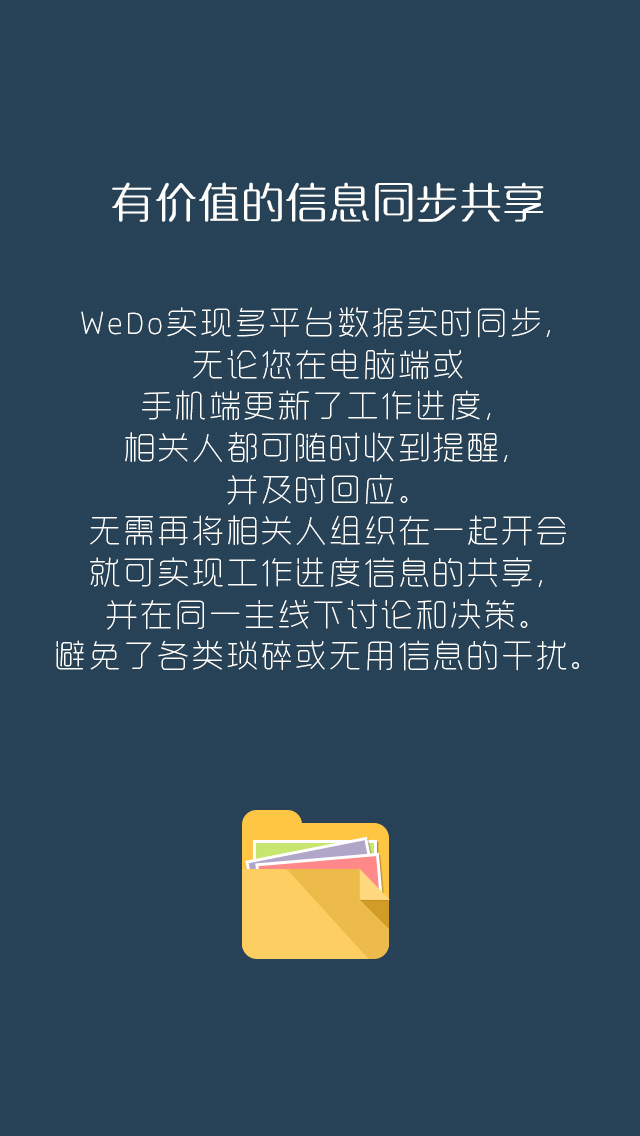 有价值的信息同步共享
WeDo实现多平台数据实时同步,
无论您在电脑端或
手机端更新了工作进度,
相关人都可随时收到提醒,
并及时回应。
无需再将相关人组织在一起开会
就可实现工作进度信息的共享,
并在同一主线下讨论和决策。
避免了各类琐碎或无用信息的干扰。